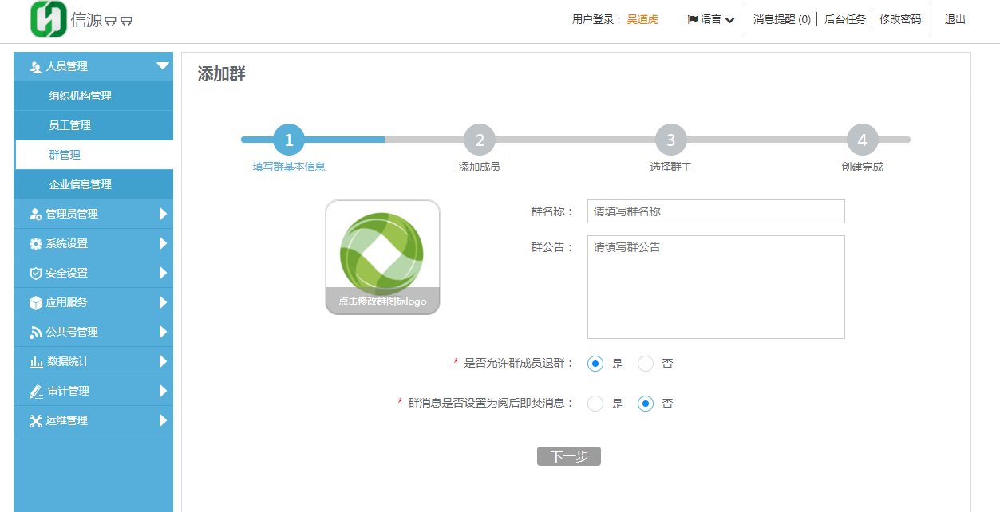 信源豆豆
用户登录： 吴道虎 语言 消息提醒 (0) 后台任务 修改密码 退出
人员管理
组织机构管理
员工管理
群管理
企业信息管理
管理员管理
系统设置
安全设置
应用服务
公共号管理
数据统计
审计管理
运维管理
添加群
1 2 3 4
填写群基本信息 添加成员 选择群主 创建完成
点击修改群图标logo
群名称： 请填写群名称
群公告： 请填写群公告
* 是否允许群成员退群： 是 否
* 群消息是否设置为阅后即焚消息： 是 否
下一步